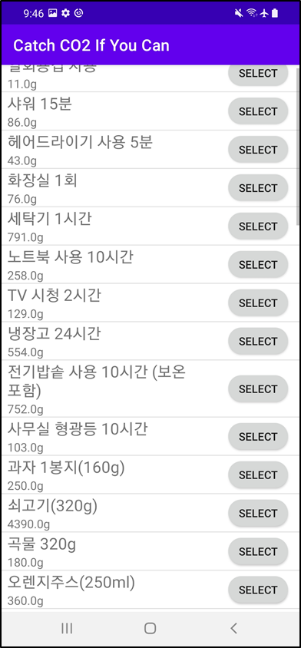 9:46
Catch CO2 If You Can
사용
11.0g
SELECT
샤워 15분
86.0g
SELECT
헤어드라이기 사용 5분
43.0g
SELECT
화장실 1회
76.0g
SELECT
세탁기 1시간
791.0g
SELECT
노트북 사용 10시간
258.0g
SELECT
TV 시청 2시간
129.0g
SELECT
냉장고 24시간
554.0g
SELECT
전기밥솥 사용 10시간 (보온
포함)
752.0g
SELECT
사무실 형광등 10시간
103.0g
SELECT
과자 1봉지(160g)
250.0g
SELECT
쇠고기(320g)
4390.0g
SELECT
곡물 320g
180.0g
SELECT
오렌지주스(250ml)
360.0g
SELECT